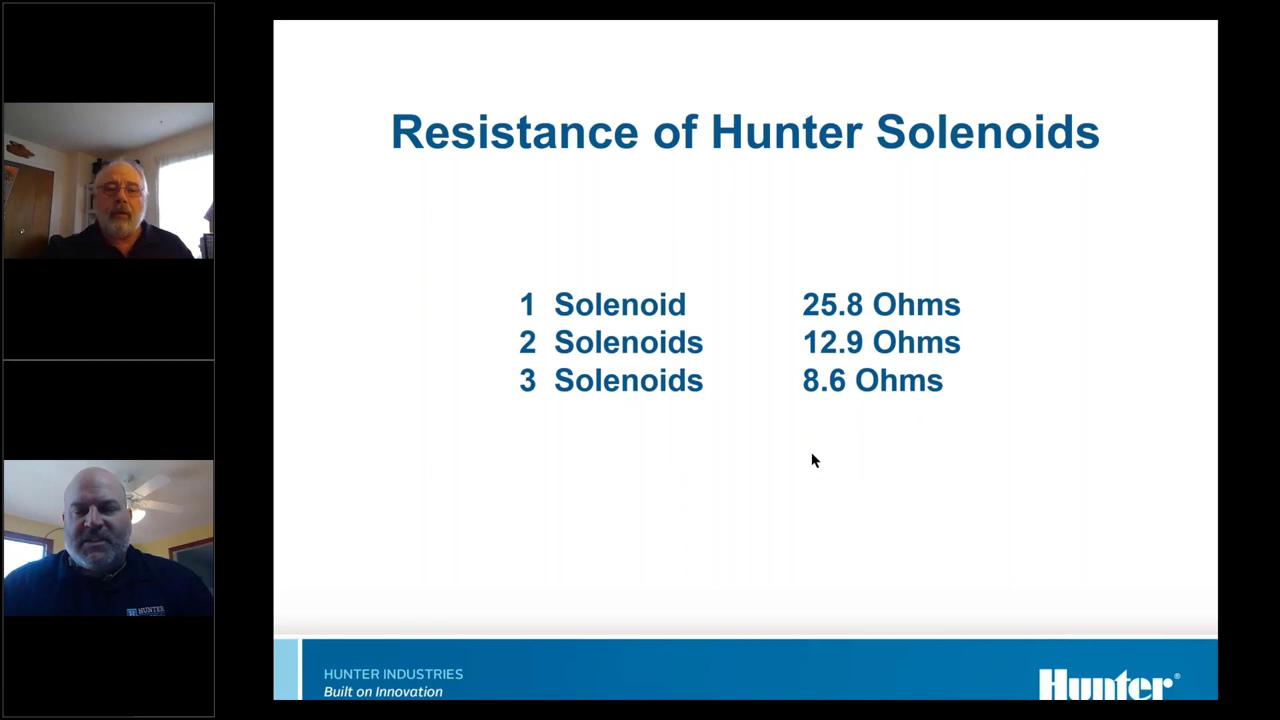 Resistance of Hunter Solenoids
1 Solenoid 25.8 Ohms
2 Solenoids 12.9 Ohms
3 Solenoids 8.6 Ohms
HUNTER INDUSTRIES
Built on Innovation
Hunter®
HUNTER